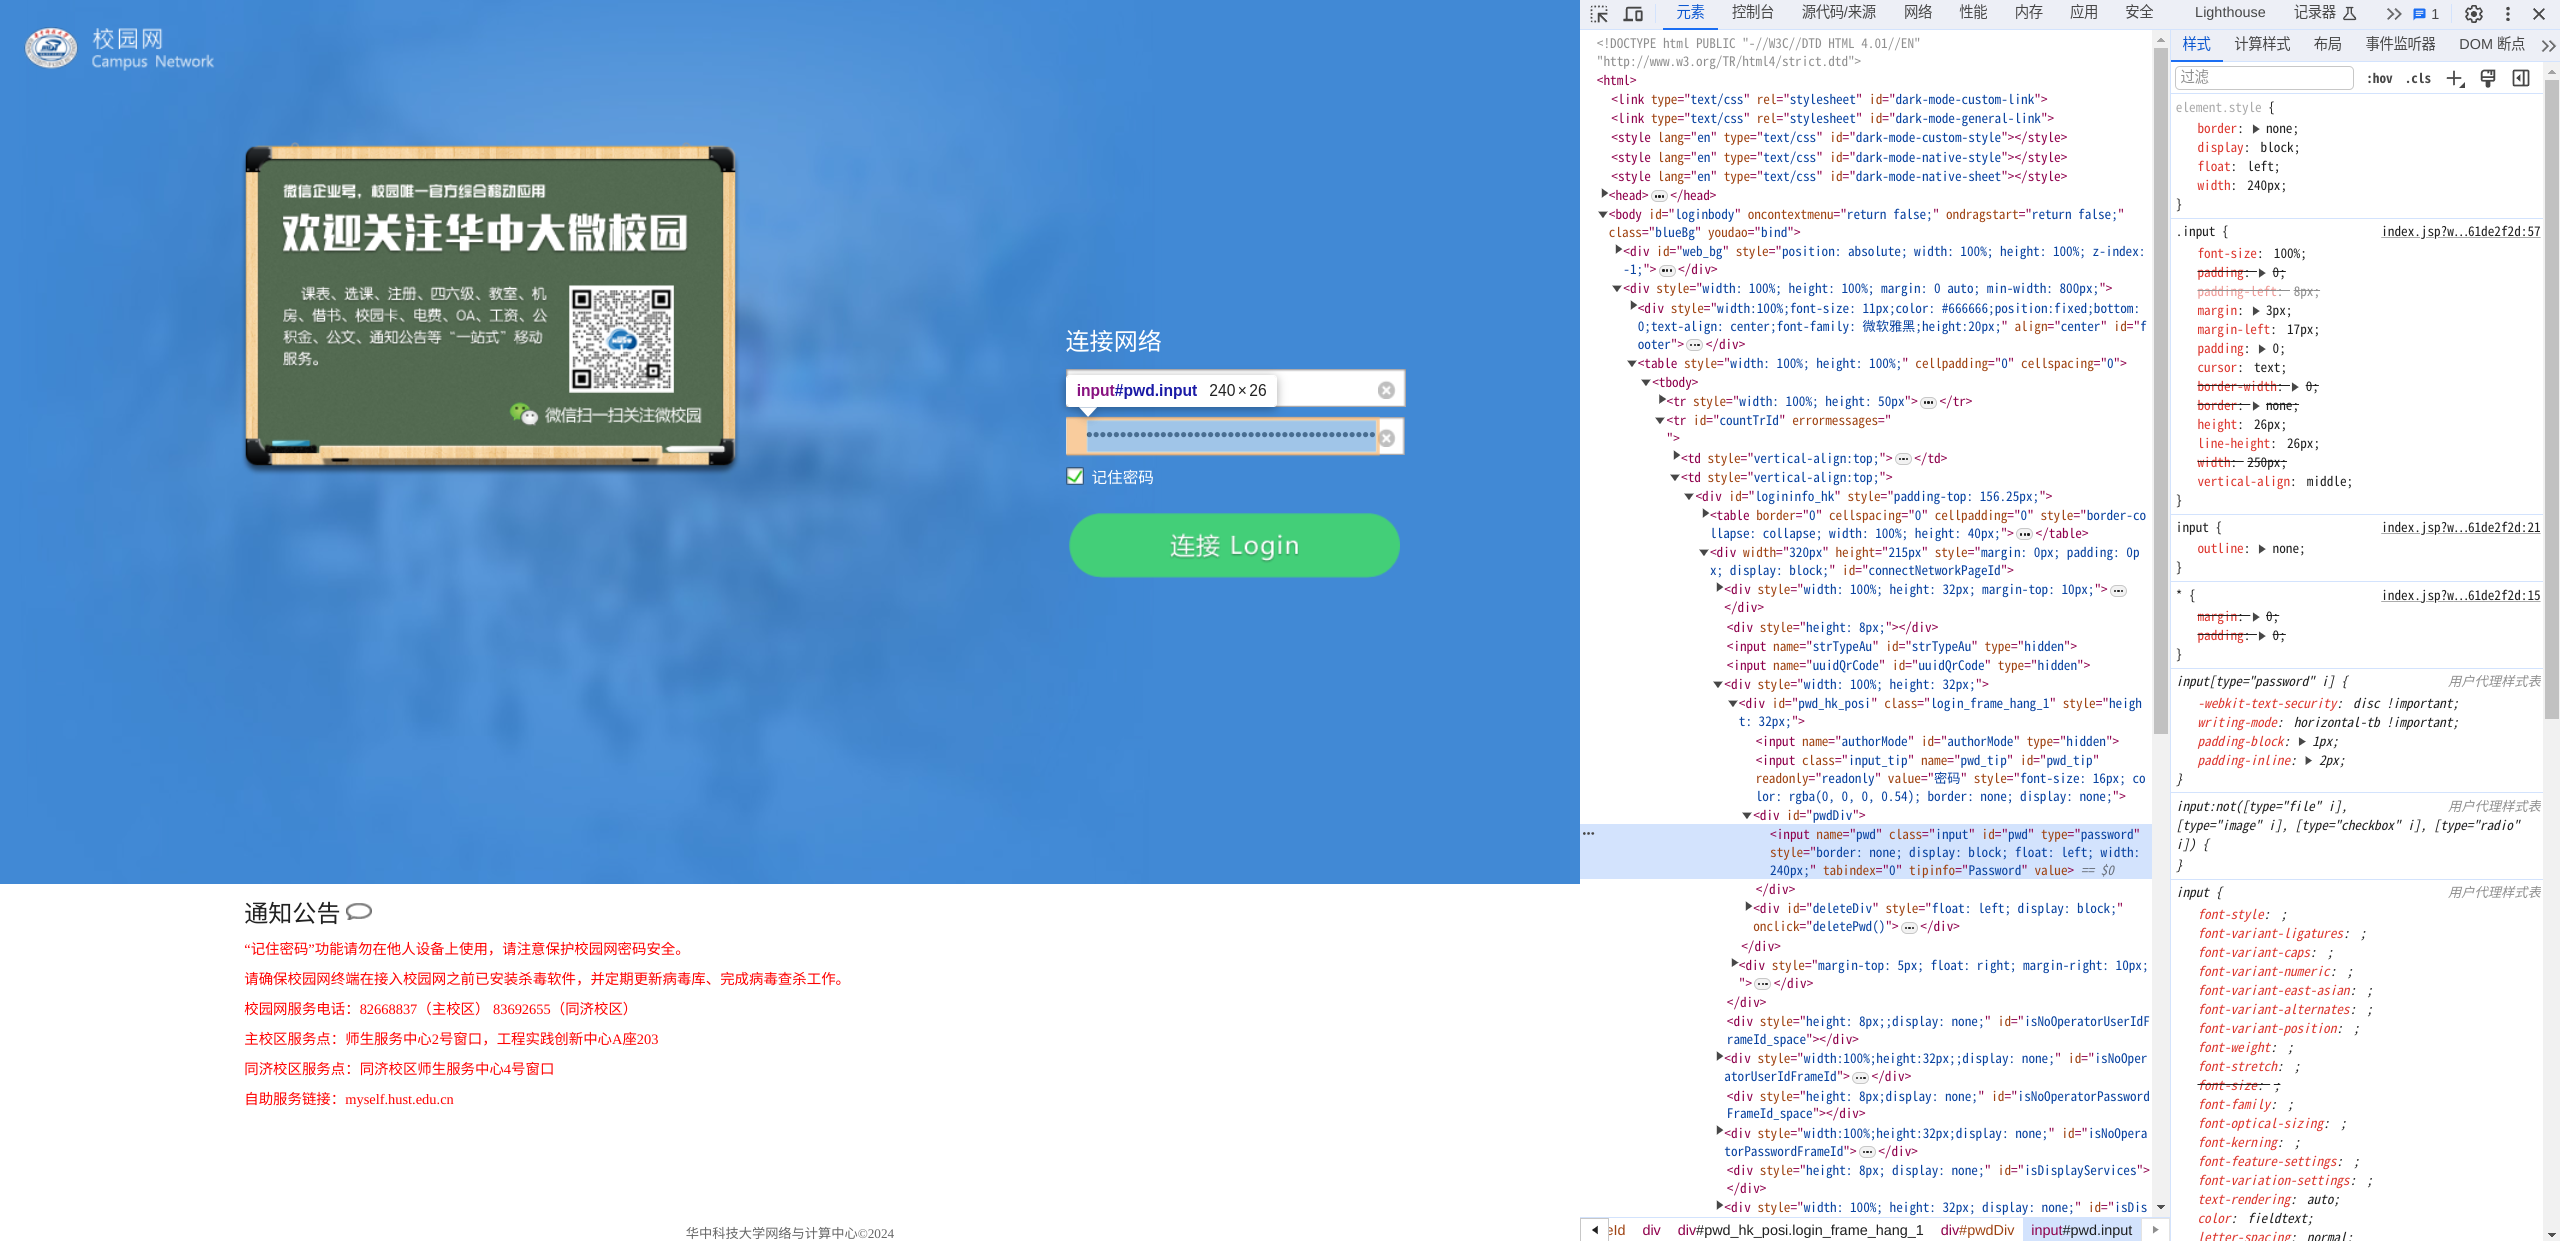 校园网
Campus Network
微信企业号，校园唯一官方综合移动应用
欢迎关注华中大微校园
课表、选课、注册、四六级、教室、机
房、借书、校园卡、电费、OA、工资、公
积金、公文、通知公告等“一站式”移动
服务。
微信扫一扫关注微校园
连接网络
input#pwd.input 240 × 26
记住密码
连接 Login
通知公告
“记住密码”功能请勿在他人设备上使用，请注意保护校园网密码安全。
请确保校园网终端在接入校园网之前已安装杀毒软件，并定期更新病毒库、完成病毒查杀工作。
校园网服务电话：82668837（主校区） 83692655（同济校区）
主校区服务点：师生服务中心2号窗口，工程实践创新中心A座203
同济校区服务点：同济校区师生服务中心4号窗口
自助服务链接：myself.hust.edu.cn
华中科技大学网络与计算中心©2024
元素 控制台 源代码/来源 网络 性能 内存 应用 安全 Lighthouse 记录器 1
<!DOCTYPE html PUBLIC "-//W3C//DTD HTML 4.01//EN"
"http://www.w3.org/TR/html4/strict.dtd">
<html>
<link type="text/css" rel="stylesheet" id="dark-mode-custom-link">
<link type="text/css" rel="stylesheet" id="dark-mode-general-link">
<style lang="en" type="text/css" id="dark-mode-custom-style"></style>
<style lang="en" type="text/css" id="dark-mode-native-style"></style>
<style lang="en" type="text/css" id="dark-mode-native-sheet"></style>
<head>…</head>
<body id="loginbody" oncontextmenu="return false;" ondragstart="return false;"
class="blueBg" youdao="bind">
<div id="web_bg" style="position: absolute; width: 100%; height: 100%; z-index:
-1;">…</div>
<div style="width: 100%; height: 100%; margin: 0 auto; min-width: 800px;">
<div style="width:100%;font-size: 11px;color: #666666;position:fixed;bottom:
0;text-align: center;font-family: 微软雅黑;height:20px;" align="center" id="f
ooter">…</div>
<table style="width: 100%; height: 100%;" cellpadding="0" cellspacing="0">
<tbody>
<tr style="width: 100%; height: 50px">…</tr>
<tr id="countTrId" errormessages="
">
<td style="vertical-align:top;">…</td>
<td style="vertical-align:top;">
<div id="logininfo_hk" style="padding-top: 156.25px;">
<table border="0" cellspacing="0" cellpadding="0" style="border-co
llapse: collapse; width: 100%; height: 40px;">…</table>
<div width="320px" height="215px" style="margin: 0px; padding: 0p
x; display: block;" id="connectNetworkPageId">
<div style="width: 100%; height: 32px; margin-top: 10px;">…
</div>
<div style="height: 8px;"></div>
<input name="strTypeAu" id="strTypeAu" type="hidden">
<input name="uuidQrCode" id="uuidQrCode" type="hidden">
<div style="width: 100%; height: 32px;">
<div id="pwd_hk_posi" class="login_frame_hang_1" style="heigh
t: 32px;">
<input name="authorMode" id="authorMode" type="hidden">
<input class="input_tip" name="pwd_tip" id="pwd_tip"
readonly="readonly" value="密码" style="font-size: 16px; co
lor: rgba(0, 0, 0, 0.54); border: none; display: none;">
<div id="pwdDiv">
<input name="pwd" class="input" id="pwd" type="password"
style="border: none; display: block; float: left; width:
240px;" tabindex="0" tipinfo="Password" value> == $0
</div>
<div id="deleteDiv" style="float: left; display: block;"
onclick="deletePwd()">…</div>
</div>
<div style="margin-top: 5px; float: right; margin-right: 10px;
">…</div>
</div>
<div style="height: 8px;;display: none;" id="isNoOperatorUserIdF
rameId_space"></div>
<div style="width:100%;height:32px;;display: none;" id="isNoOper
atorUserIdFrameId">…</div>
<div style="height: 8px;display: none;" id="isNoOperatorPassword
FrameId_space"></div>
<div style="width:100%;height:32px;display: none;" id="isNoOpera
torPasswordFrameId">…</div>
<div style="height: 8px; display: none;" id="isDisplayServices">
</div>
<div style="width: 100%; height: 32px; display: none;" id="isDis
eId div div#pwd_hk_posi.login_frame_hang_1 div#pwdDiv input#pwd.input
样式 计算样式 布局 事件监听器 DOM 断点
过滤 :hov .cls
element.style {
border: none;
display: block;
float: left;
width: 240px;
}
.input { index.jsp?w…61de2f2d:57
font-size: 100%;
padding: 0;
padding-left: 8px;
margin: 3px;
margin-left: 17px;
padding: 0;
cursor: text;
border-width: 0;
border: none;
height: 26px;
line-height: 26px;
width: 250px;
vertical-align: middle;
}
input { index.jsp?w…61de2f2d:21
outline: none;
}
* { index.jsp?w…61de2f2d:15
margin: 0;
padding: 0;
}
input[type="password" i] { 用户代理样式表
-webkit-text-security: disc !important;
writing-mode: horizontal-tb !important;
padding-block: 1px;
padding-inline: 2px;
}
input:not([type="file" i], 用户代理样式表
[type="image" i], [type="checkbox" i], [type="radio"
i]) {
}
input { 用户代理样式表
font-style: ;
font-variant-ligatures: ;
font-variant-caps: ;
font-variant-numeric: ;
font-variant-east-asian: ;
font-variant-alternates: ;
font-variant-position: ;
font-weight: ;
font-stretch: ;
font-size: ;
font-family: ;
font-optical-sizing: ;
font-kerning: ;
font-feature-settings: ;
font-variation-settings: ;
text-rendering: auto;
color: fieldtext;
letter-spacing: normal;